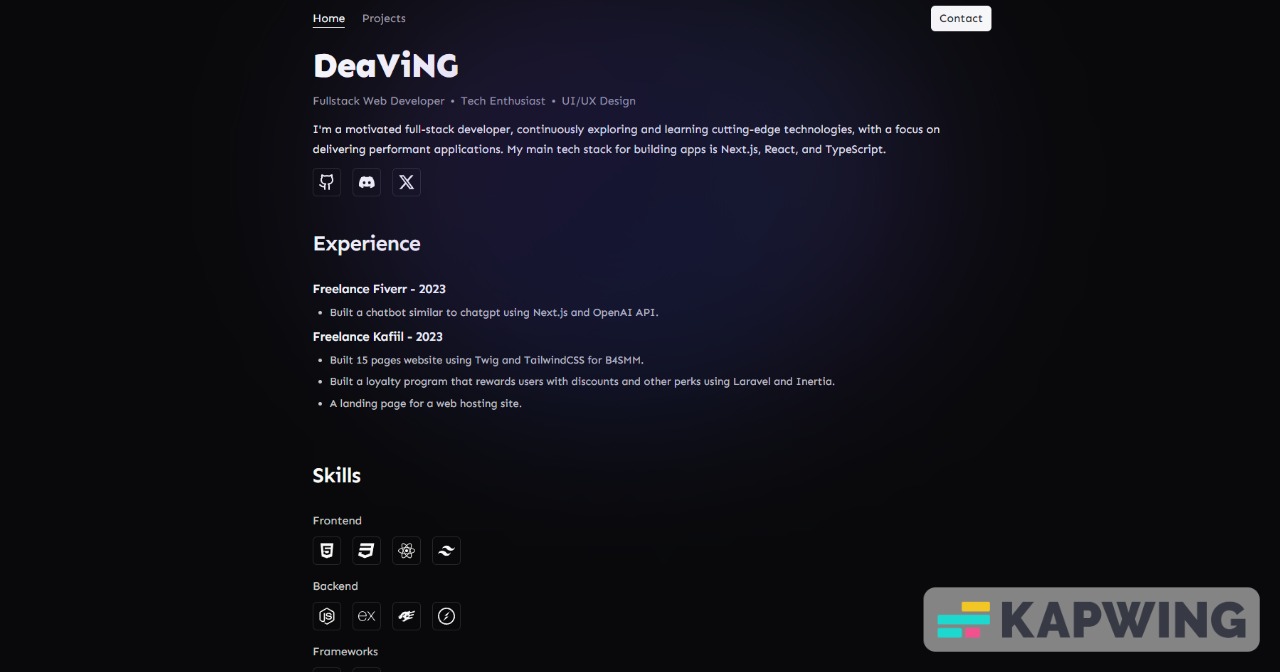 Home Projects Contact
DeaViNG
Fullstack Web Developer • Tech Enthusiast • UI/UX Design
I'm a motivated full-stack developer, continuously exploring and learning cutting-edge technologies, with a focus on
delivering performant applications. My main tech stack for building apps is Next.js, React, and TypeScript.
Experience
Freelance Fiverr - 2023
• Built a chatbot similar to chatgpt using Next.js and OpenAI API.
Freelance Kafiil - 2023
• Built 15 pages website using Twig and TailwindCSS for B4SMM.
• Built a loyalty program that rewards users with discounts and other perks using Laravel and Inertia.
• A landing page for a web hosting site.
Skills
Frontend
Backend
JS ex
Frameworks
KAPWING